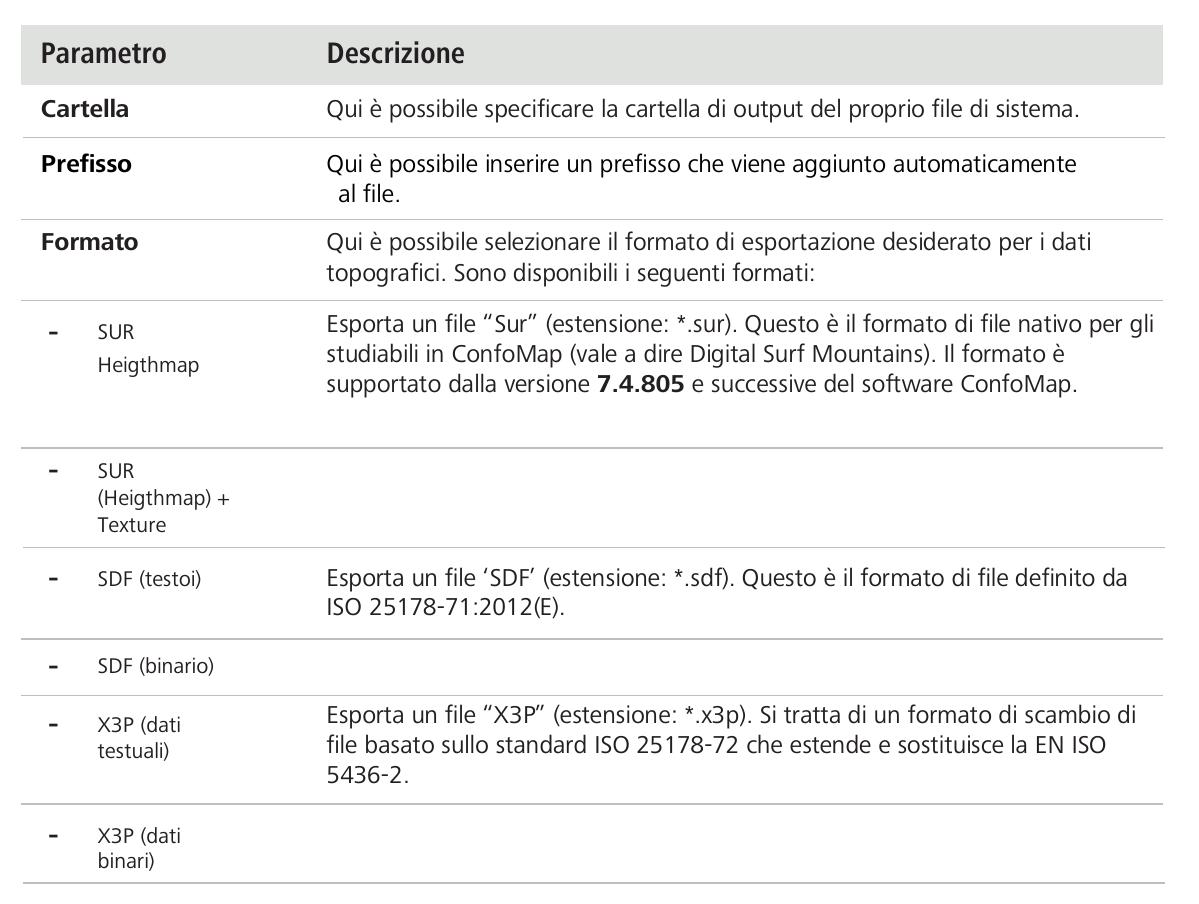 Parametro Descrizione
Cartella Qui è possibile specificare la cartella di output del proprio file di sistema.
Prefisso Qui è possibile inserire un prefisso che viene aggiunto automaticamente
al file.
Formato Qui è possibile selezionare il formato di esportazione desiderato per i dati
topografici. Sono disponibili i seguenti formati:
- SUR
Heigthmap
Esporta un file “Sur” (estensione: *.sur). Questo è il formato di file nativo per gli
studiabili in ConfoMap (vale a dire Digital Surf Mountains). Il formato è
supportato dalla versione 7.4.805 e successive del software ConfoMap.
- SUR
(Heigthmap) +
Texture
- SDF (testoi) Esporta un file ‘SDF’ (estensione: *.sdf). Questo è il formato di file definito da
ISO 25178-71:2012(E).
- SDF (binario)
- X3P (dati
testuali)
Esporta un file “X3P” (estensione: *.x3p). Si tratta di un formato di scambio di
file basato sullo standard ISO 25178-72 che estende e sostituisce la EN ISO
5436-2.
- X3P (dati
binari)